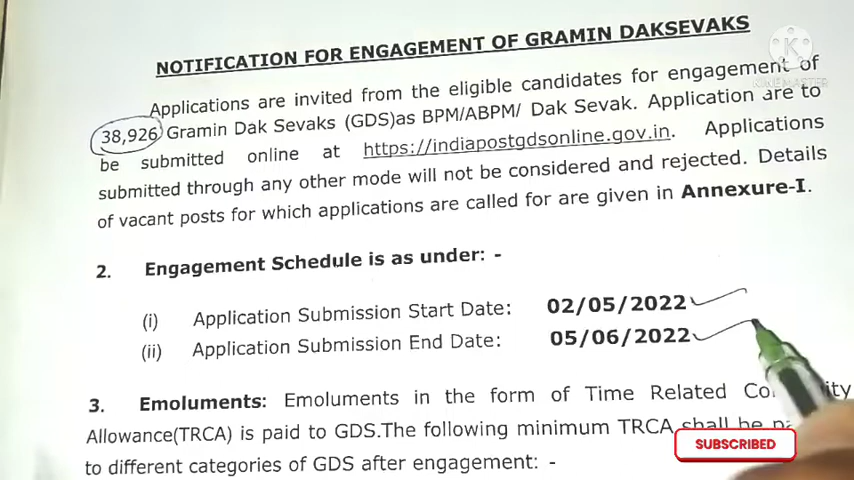 NOTIFICATION FOR ENGAGEMENT OF GRAMIN DAKSEVAKS
Applications are invited from the eligible candidates for engagement of
38,926 Gramin Dak Sevaks (GDS)as BPM/ABPM/ Dak Sevak. Application are to
be submitted online at https://indiapostgdsonline.gov.in. Applications
submitted through any other mode will not be considered and rejected. Details
of vacant posts for which applications are called for are given in Annexure-I.
2. Engagement Schedule is as under: -
(i) Application Submission Start Date: 02/05/2022
(ii) Application Submission End Date: 05/06/2022
3. Emoluments: Emoluments in the form of Time Related
Allowance(TRCA) is paid to GDS.The following minimum TRCA shall be
to different categories of GDS after engagement: -
SUBSCRIBED
K
KINEMASTER